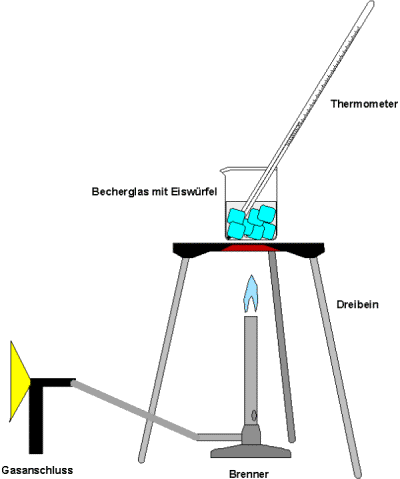 Thermometer
Becherglas mit Eiswürfel
Dreibein
Gasanschluss
Brenner